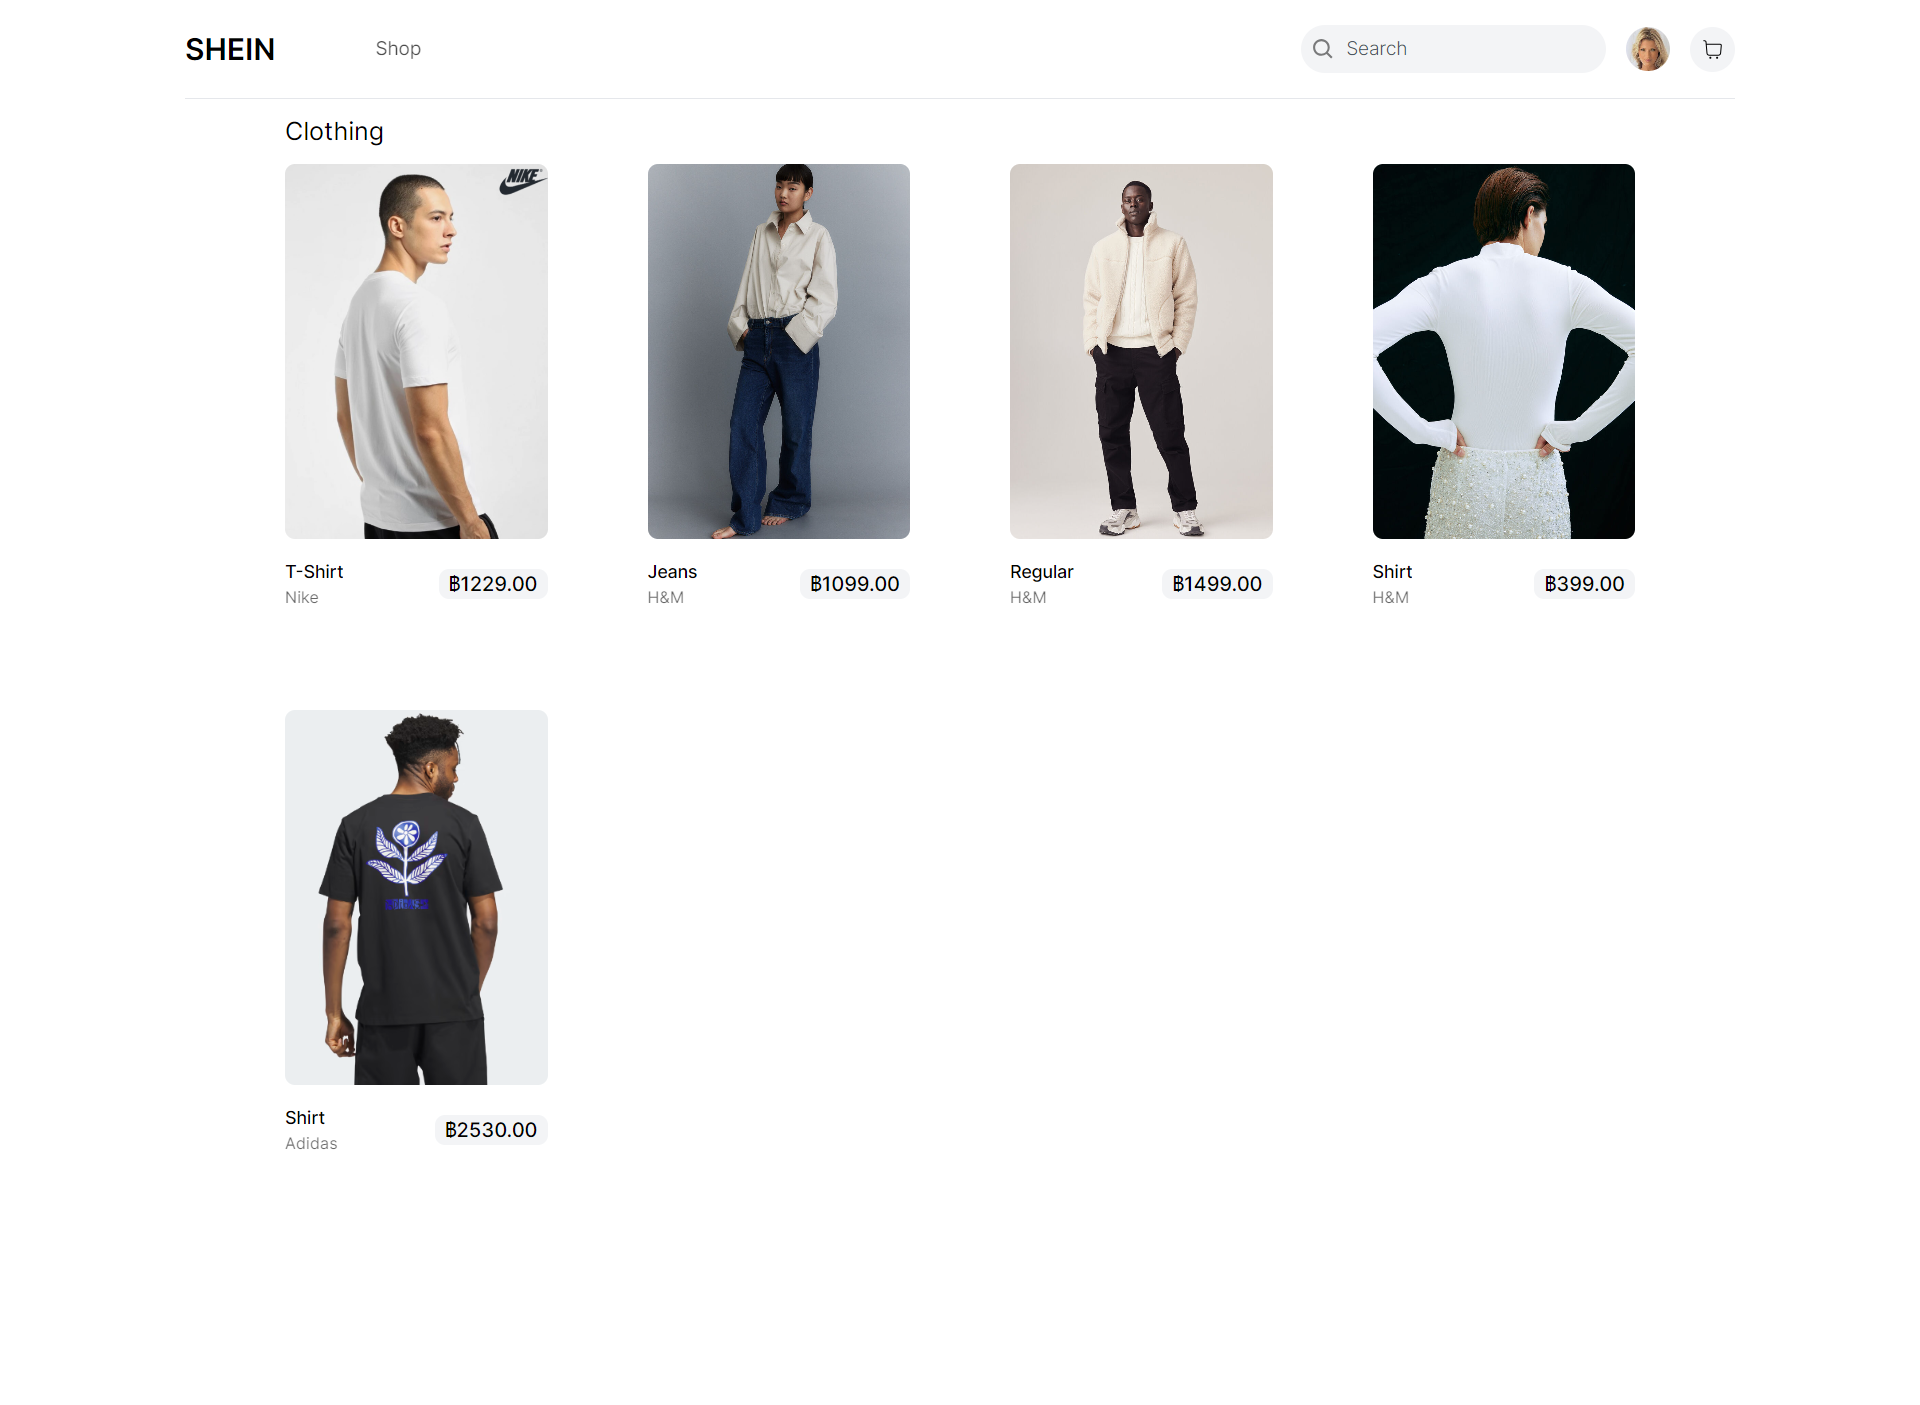 SHEIN
Shop
Search
Clothing
NIKE
T-Shirt
Nike
฿1229.00
Jeans
H&M
฿1099.00
Regular
H&M
฿1499.00
Shirt
H&M
฿399.00
Shirt
Adidas
฿2530.00